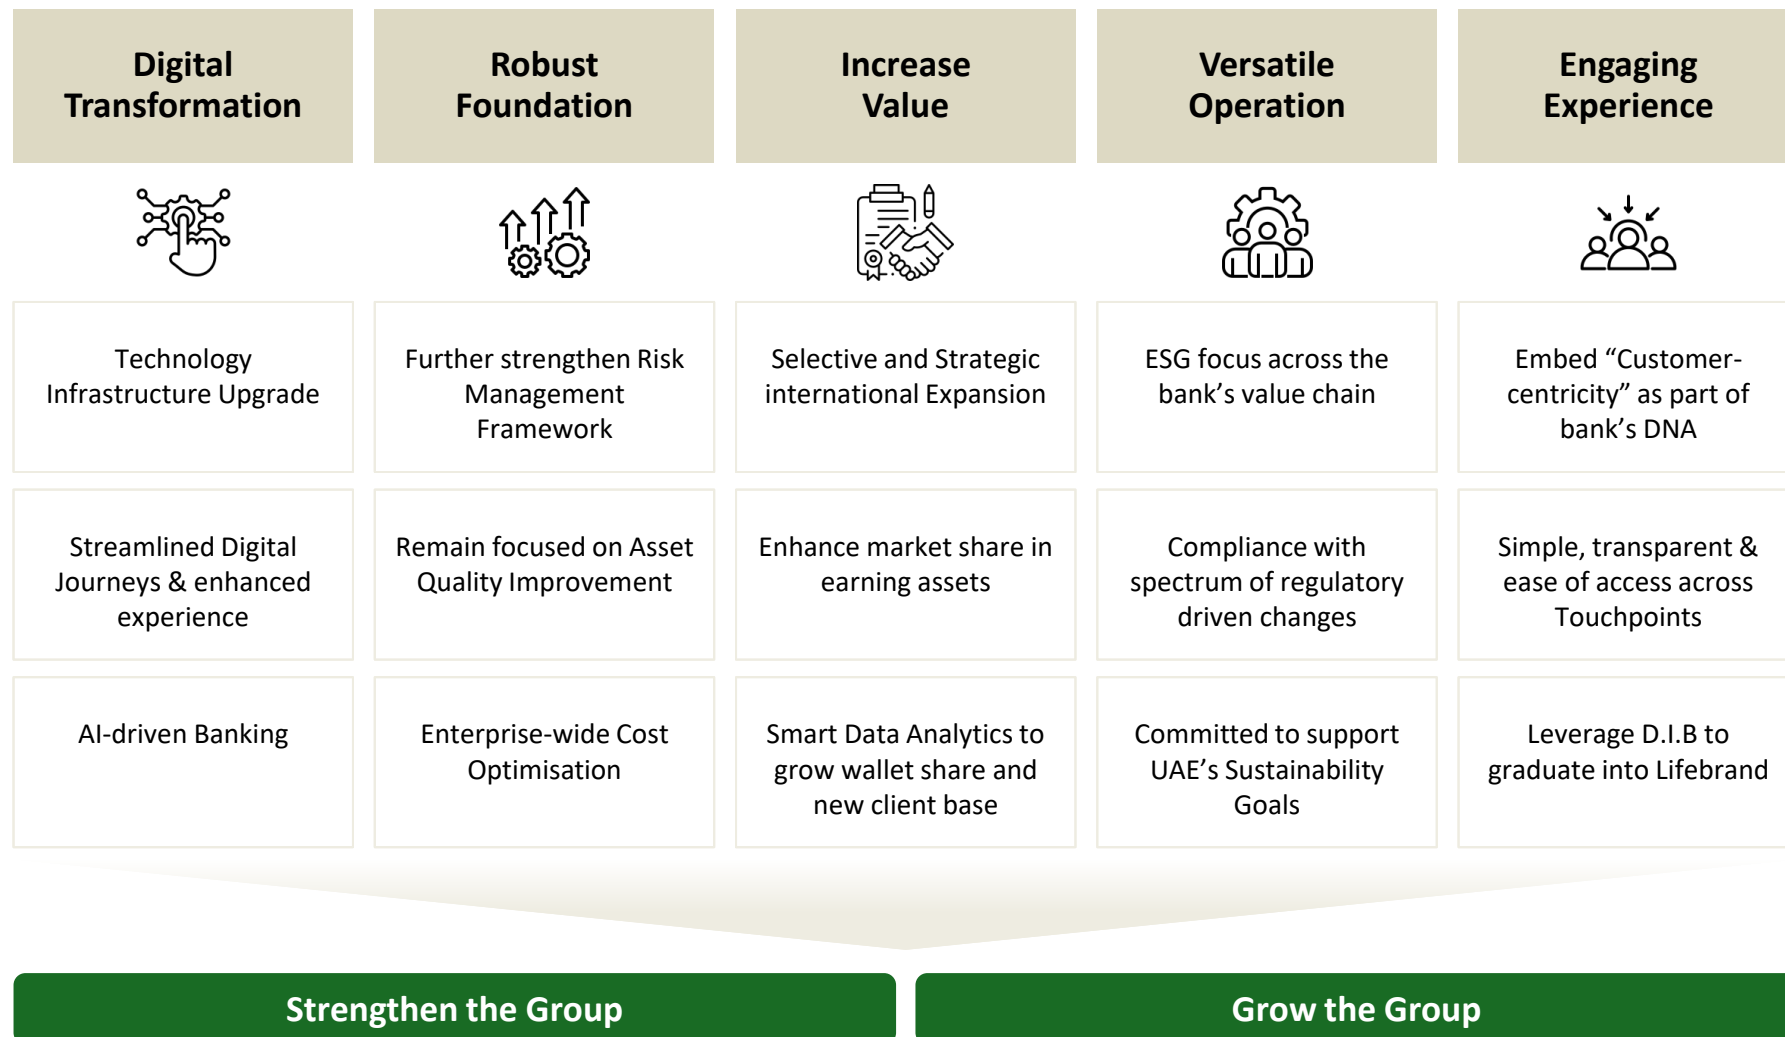 Digital
Transformation
Robust
Foundation
Increase
Value
Versatile
Operation
Engaging
Experience
Technology
Infrastructure Upgrade
Further strengthen Risk
Management
Framework
Selective and Strategic
international Expansion
ESG focus across the
bank’s value chain
Embed “Customer-
centricity” as part of
bank’s DNA
Streamlined Digital
Journeys & enhanced
experience
Remain focused on Asset
Quality Improvement
Enhance market share in
earning assets
Compliance with
spectrum of regulatory
driven changes
Simple, transparent &
ease of access across
Touchpoints
AI-driven Banking
Enterprise-wide Cost
Optimisation
Smart Data Analytics to
grow wallet share and
new client base
Committed to support
UAE’s Sustainability
Goals
Leverage D.I.B to
graduate into Lifebrand
Strengthen the Group
Grow the Group